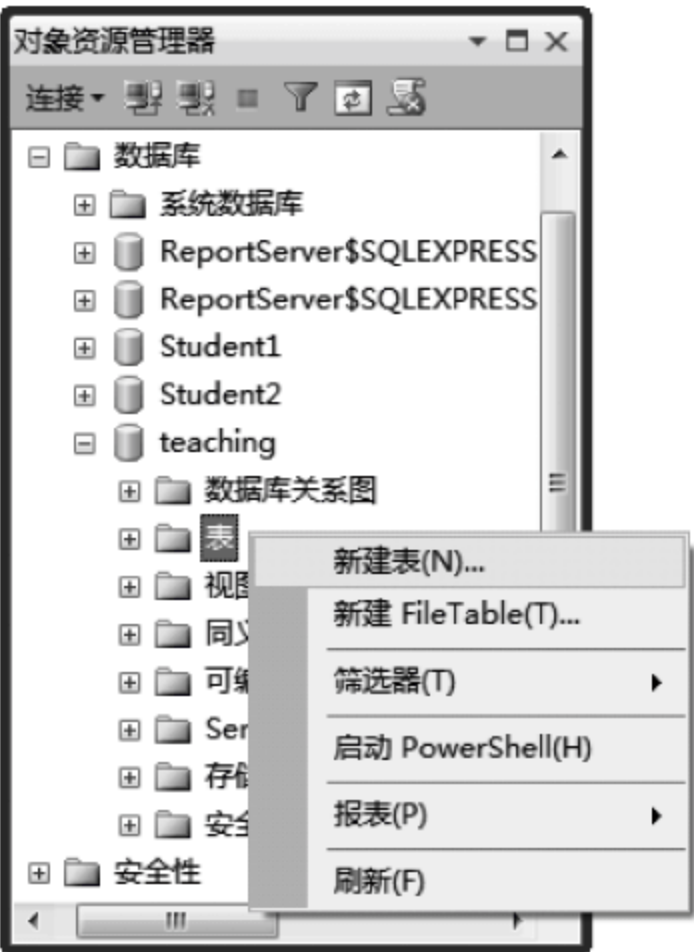 对象资源管理器
连接
数据库
系统数据库
ReportServer$SQLEXPRESS
ReportServer$SQLEXPRESS
Student1
Student2
teaching
数据库关系图
表
新建表(N)...
视图
新建 FileTable(T)...
同义
筛选器(T)
可编
Ser
启动 PowerShell(H)
存储
报表(P)
安全
安全性
刷新(F)